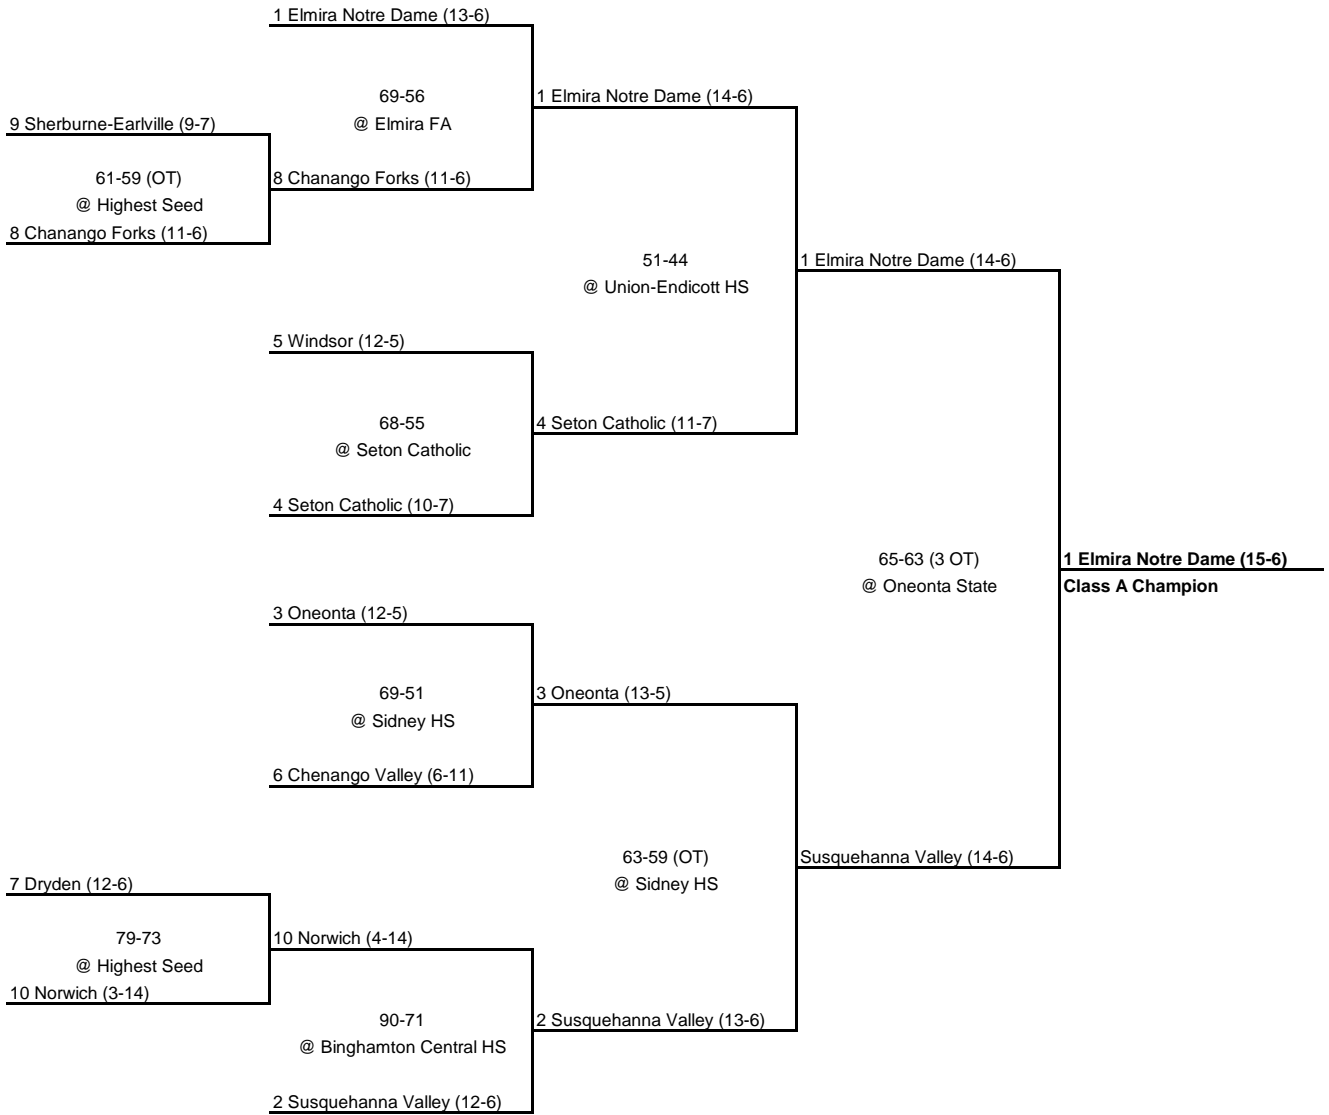 1 Elmira Notre Dame (13-6)
69-56
@ Elmira FA
1 Elmira Notre Dame (14-6)
9 Sherburne-Earlville (9-7)
61-59 (OT)
@ Highest Seed
8 Chanango Forks (11-6)
8 Chanango Forks (11-6)
51-44
@ Union-Endicott HS
1 Elmira Notre Dame (14-6)
5 Windsor (12-5)
68-55
@ Seton Catholic
4 Seton Catholic (11-7)
4 Seton Catholic (10-7)
65-63 (3 OT)
@ Oneonta State
1 Elmira Notre Dame (15-6)
Class A Champion
3 Oneonta (12-5)
69-51
@ Sidney HS
3 Oneonta (13-5)
6 Chenango Valley (6-11)
63-59 (OT)
@ Sidney HS
Susquehanna Valley (14-6)
7 Dryden (12-6)
79-73
@ Highest Seed
10 Norwich (4-14)
10 Norwich (3-14)
90-71
@ Binghamton Central HS
2 Susquehanna Valley (13-6)
2 Susquehanna Valley (12-6)